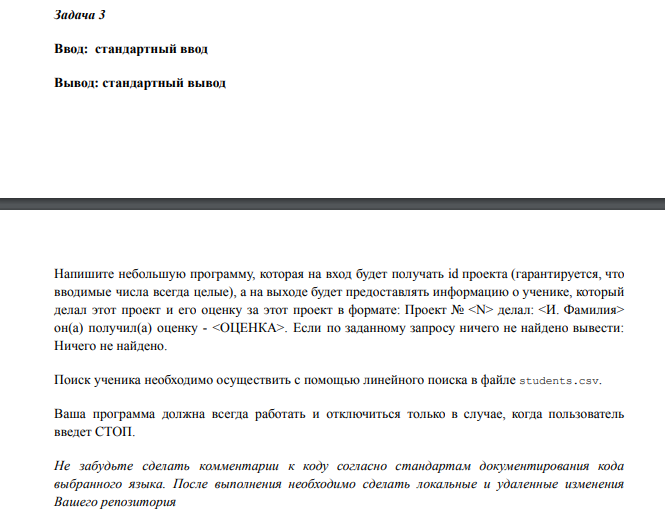 Задача 3
Ввод: стандартный ввод
Вывод: стандартный вывод
Напишите небольшую программу, которая на вход будет получать id проекта (гарантируется, что
вводимые числа всегда целые), а на выходе будет предоставлять информацию о ученике, который
делал этот проект и его оценку за этот проект в формате: Проект № <N> делал: <И. Фамилия>
он(а) получил(а) оценку - <ОЦЕНКА>. Если по заданному запросу ничего не найдено вывести:
Ничего не найдено.
Поиск ученика необходимо осуществить с помощью линейного поиска в файле students.csv.
Ваша программа должна всегда работать и отключиться только в случае, когда пользователь
введет СТОП.
Не забудьте сделать комментарии к коду согласно стандартам документирования кода
выбранного языка. После выполнения необходимо сделать локальные и удаленные изменения
Вашего репозитория